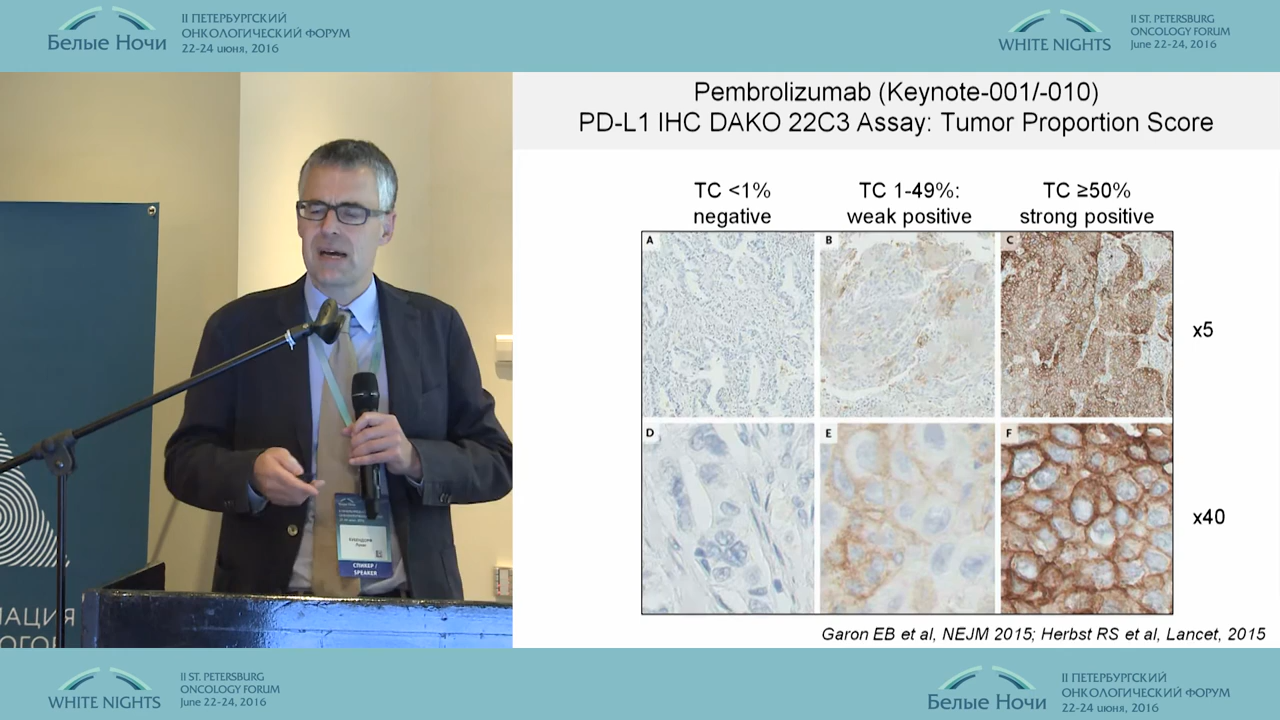 II ПЕТЕРБУРГСКИЙ
ОНКОЛОГИЧЕСКИЙ ФОРУМ
22-24 июня, 2016
Белые Ночи
II ST. PETERSBURG
ONCOLOGY FORUM
June 22-24, 2016
WHITE NIGHTS
Pembrolizumab (Keynote-001/-010)
PD-L1 IHC DAKO 22C3 Assay: Tumor Proportion Score
TC <1%
negative
TC 1-49%:
weak positive
TC ≥50%
strong positive
A
B
C
x5
D
E
F
x40
Garon EB et al, NEJM 2015; Herbst RS et al, Lancet, 2015
СПИКЕР /
SPEAKER
WHITE NIGHTS
II ST. PETERSBURG
ONCOLOGY FORUM
June 22-24, 2016
Белые Ночи
II ПЕТЕРБУРГСКИЙ
ОНКОЛОГИЧЕСКИЙ ФОРУМ
22-24 июня, 2016